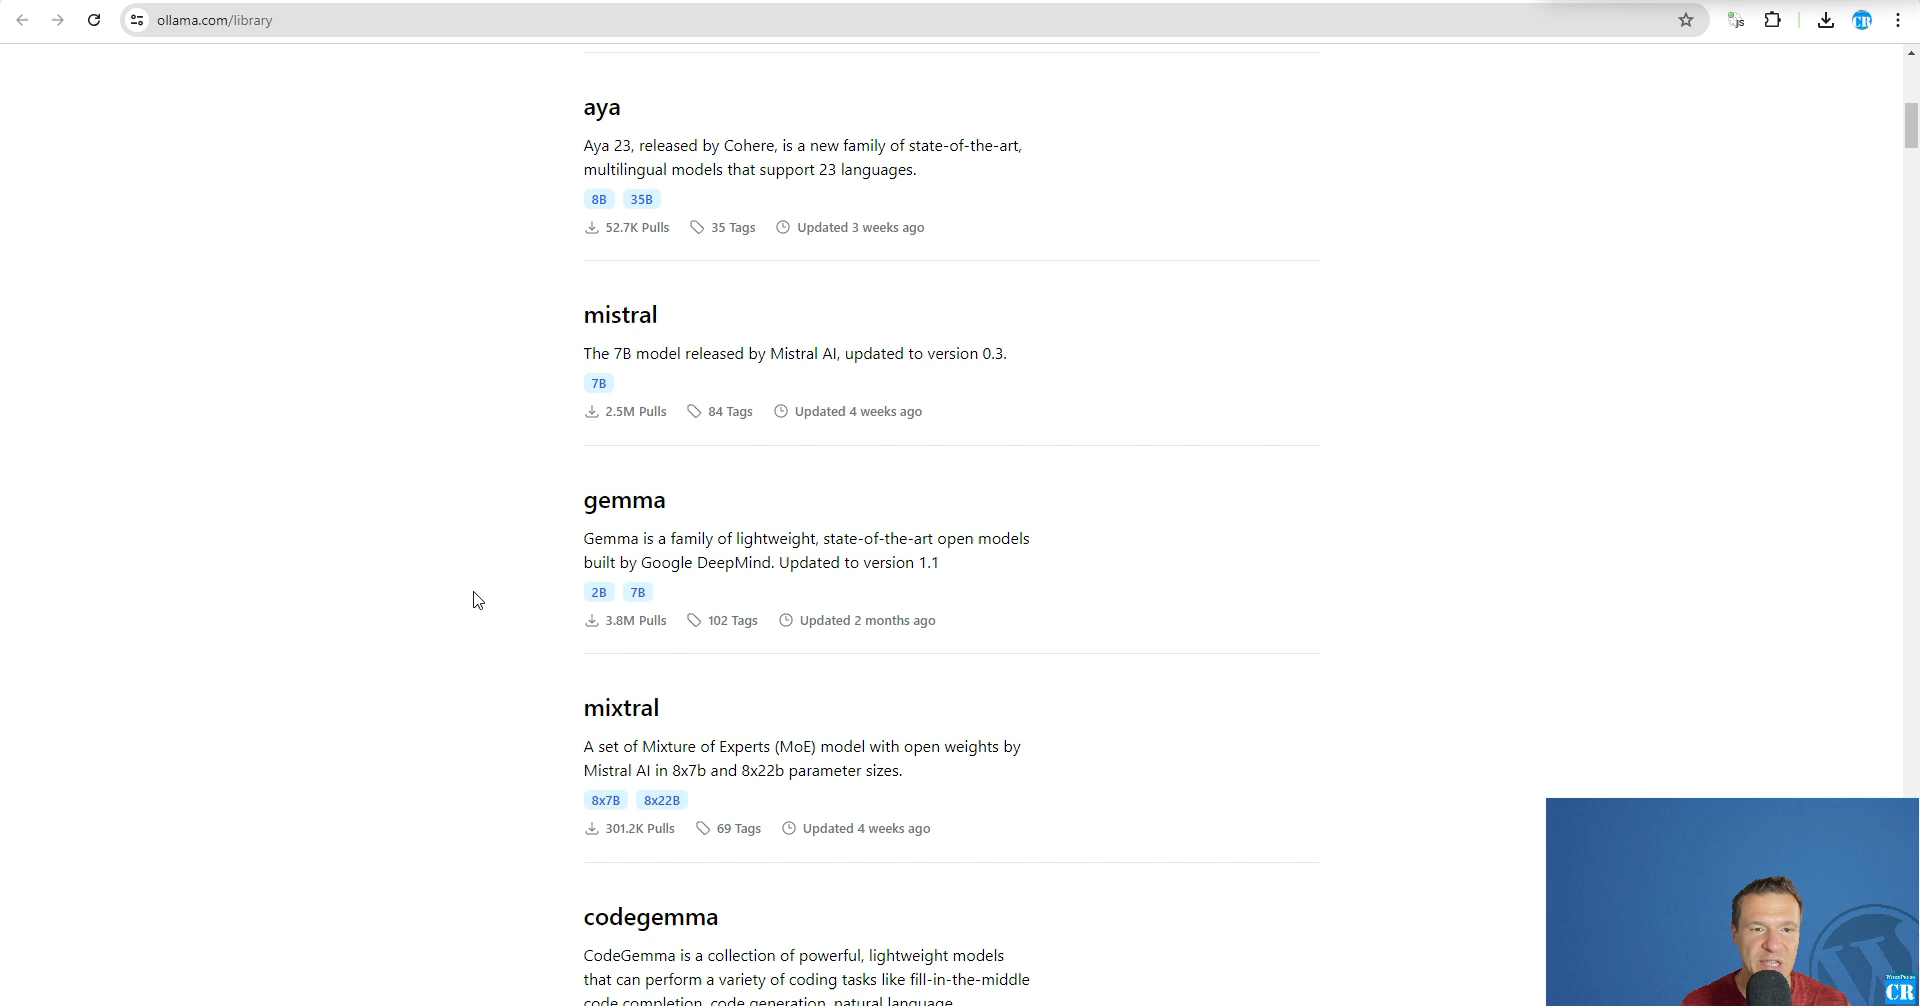 ollama.com/library
JS
CR
aya
Aya 23, released by Cohere, is a new family of state-of-the-art,
multilingual models that support 23 languages.
8B 35B
52.7K Pulls 35 Tags Updated 3 weeks ago
mistral
The 7B model released by Mistral AI, updated to version 0.3.
7B
2.5M Pulls 84 Tags Updated 4 weeks ago
gemma
Gemma is a family of lightweight, state-of-the-art open models
built by Google DeepMind. Updated to version 1.1
2B 7B
3.8M Pulls 102 Tags Updated 2 months ago
mixtral
A set of Mixture of Experts (MoE) model with open weights by
Mistral AI in 8x7b and 8x22b parameter sizes.
8x7B 8x22B
301.2K Pulls 69 Tags Updated 4 weeks ago
codegemma
CodeGemma is a collection of powerful, lightweight models
that can perform a variety of coding tasks like fill-in-the-middle
code completion, code generation, natural language
WordPress
CR